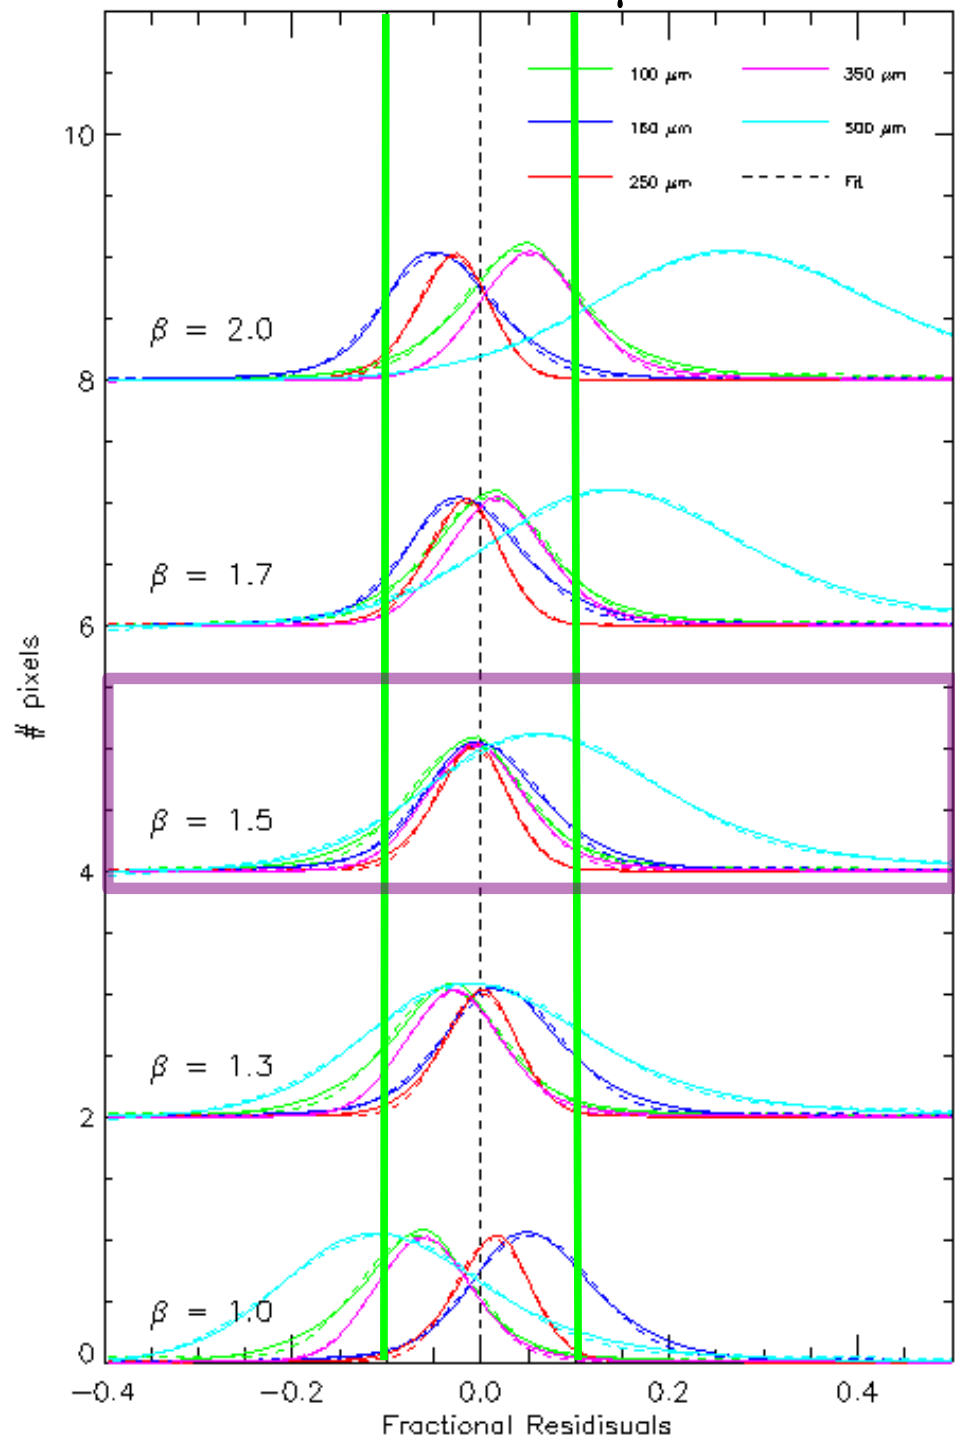 100 μm 350 μm
160 μm 500 μm
250 μm Fit
10
β = 2.0
8
β = 1.7
6
# pixels
β = 1.5
4
β = 1.3
2
β = 1.0
0
−0.4 −0.2 0.0 0.2 0.4
Fractional Residisuals